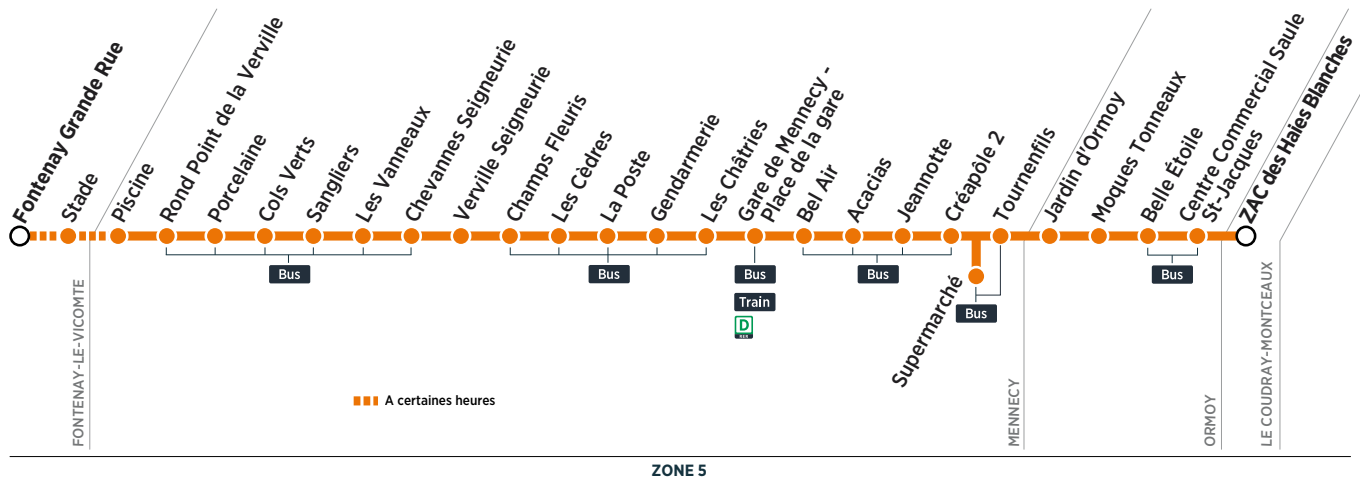 Fontenay Grande Rue
Stade
Piscine
Rond Point de la Verville
Porcelaine
Cols Verts
Sangliers
Les Vanneaux
Chevannes Seigneurie
Verville Seigneurie
Champs Fleuris
Les Cèdres
La Poste
Gendarmerie
Les Châtries
Gare de Mennecy -
Place de la gare
Bel Air
Acacias
Jeannotte
Créapôle 2
Tournenfils
Jardin d'Ormoy
Moques Tonneaux
Belle Étoile
Centre Commercial Saule
St-Jacques
ZAC des Haies Blanches
Bus
Bus
Bus
Train
D
RER
Bus
Supermarché
Bus
Bus
FONTENAY-LE-VICOMTE
MENNECY
ORMOY
LE COUDRAY-MONTCEAUX
A certaines heures
ZONE 5